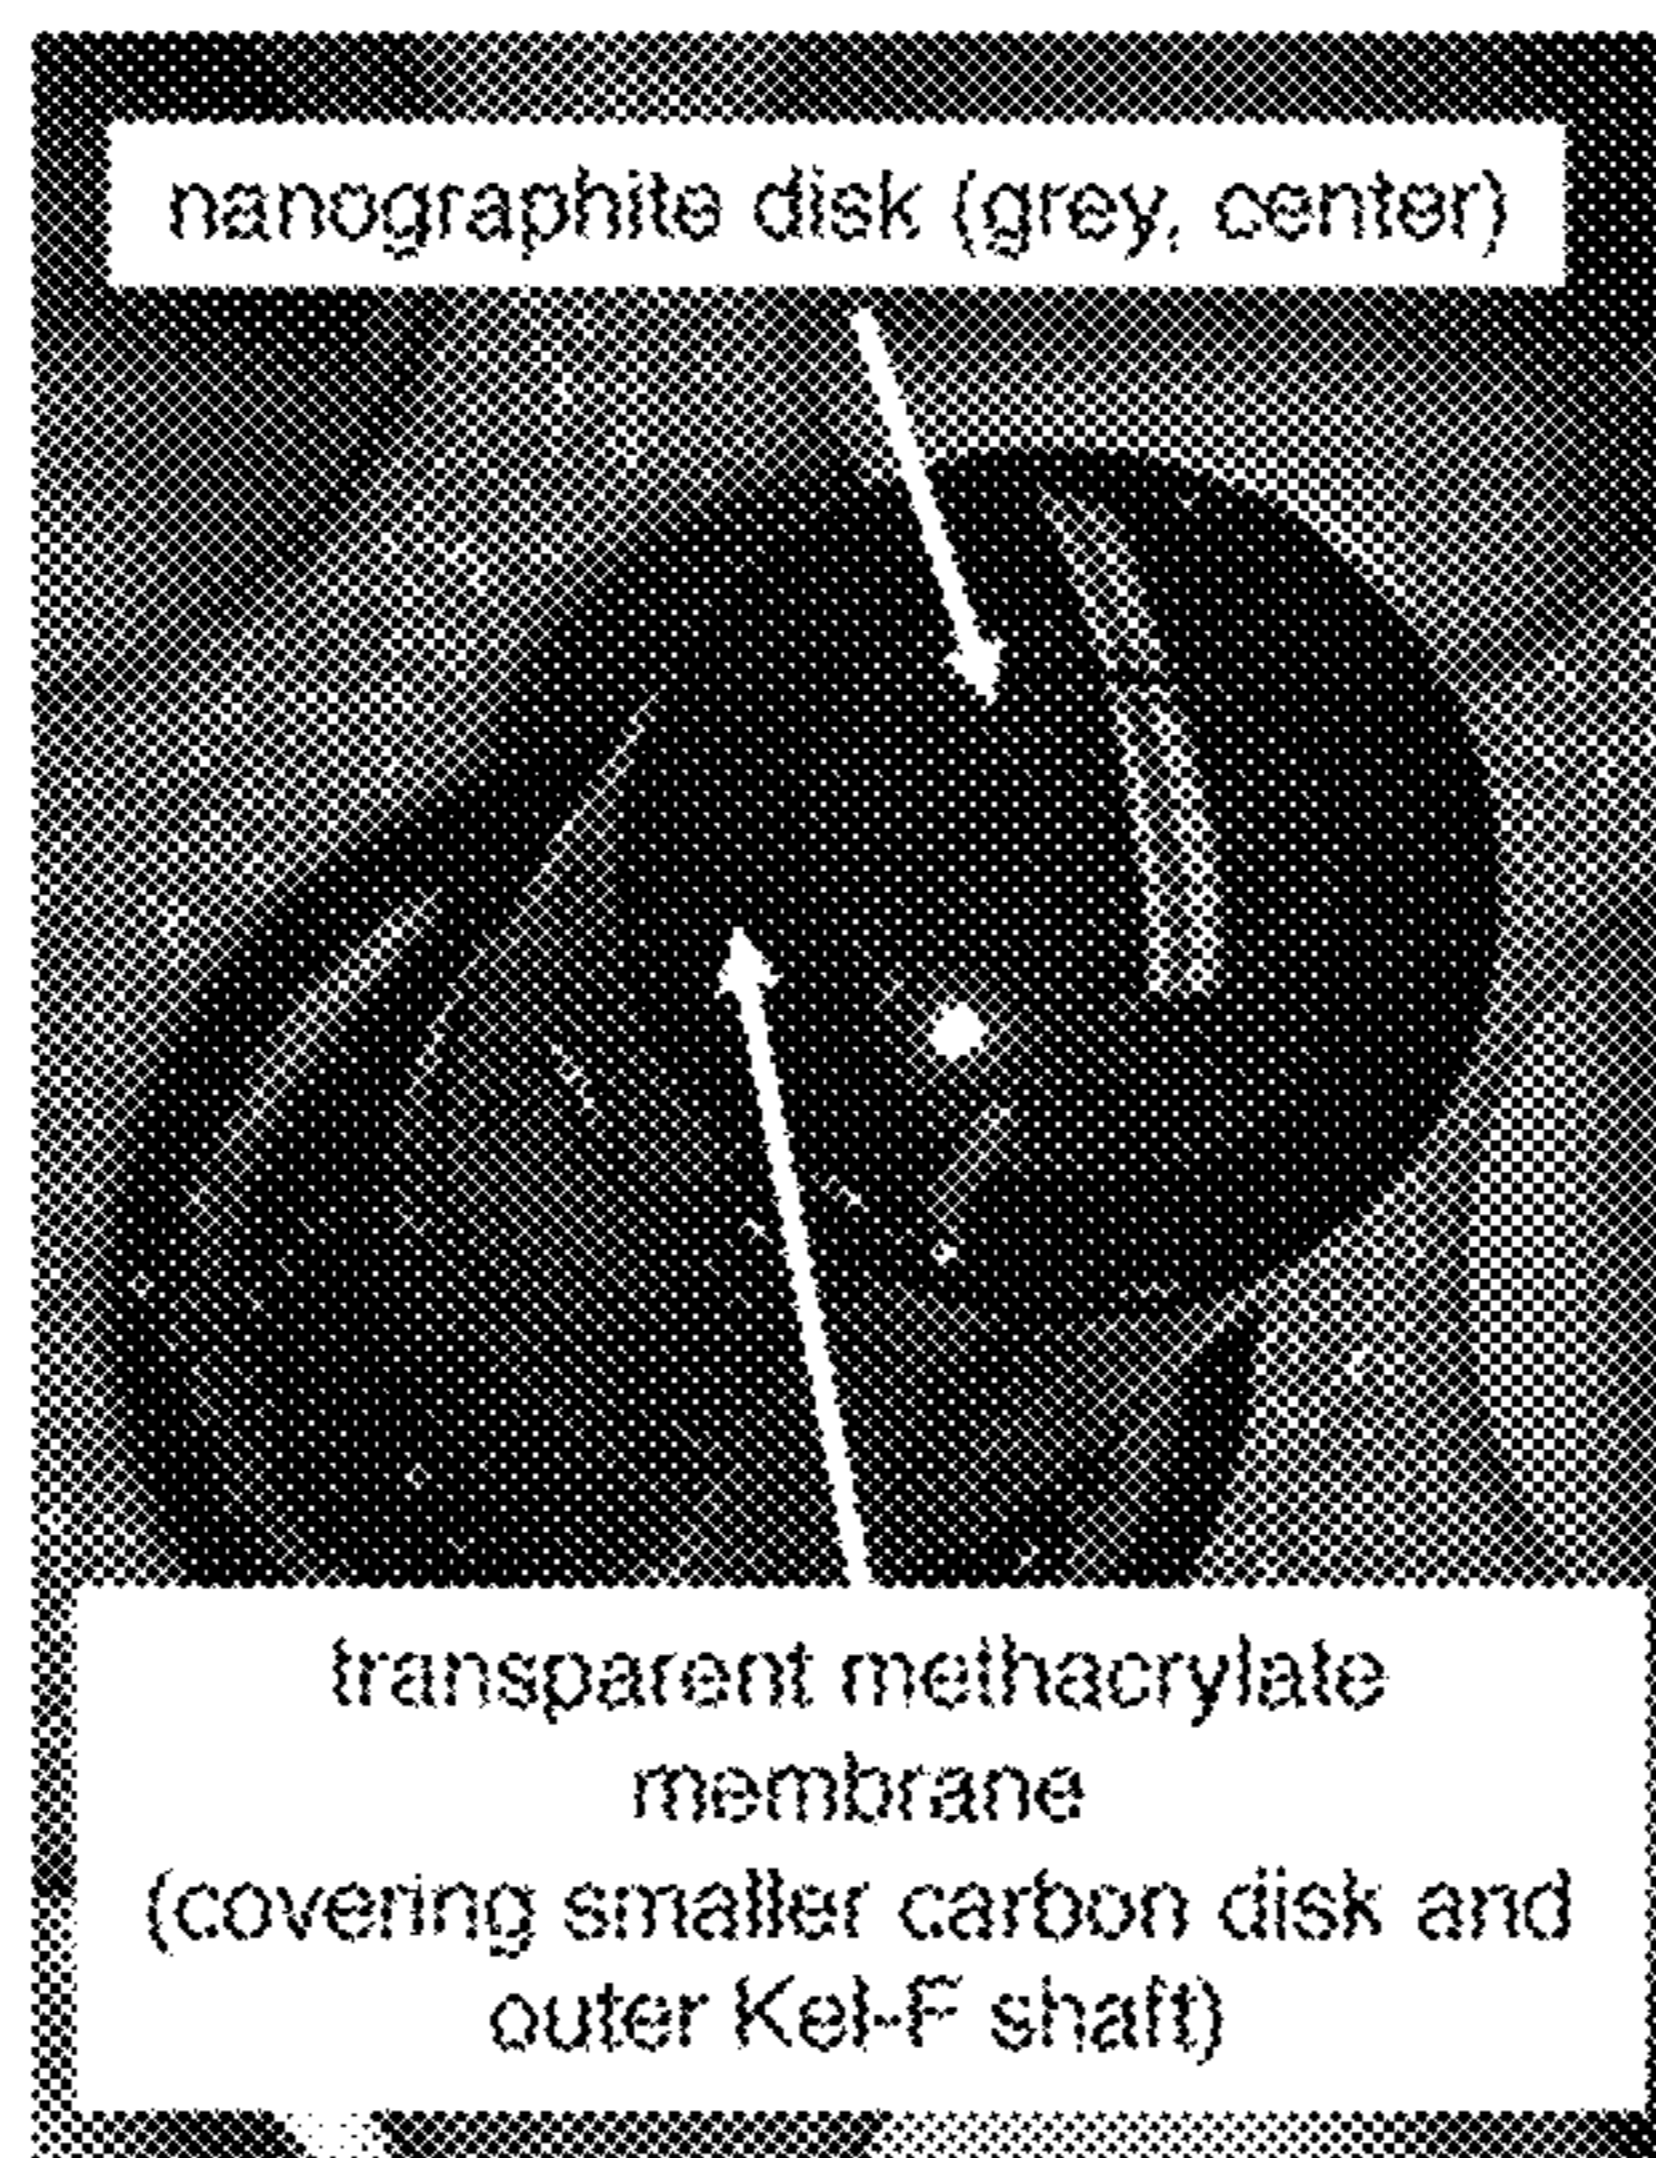 nanographite disk (grey, center)
transparent methacrylate
membrane
(covering smaller carbon disk and
outer Kel-F shaft)